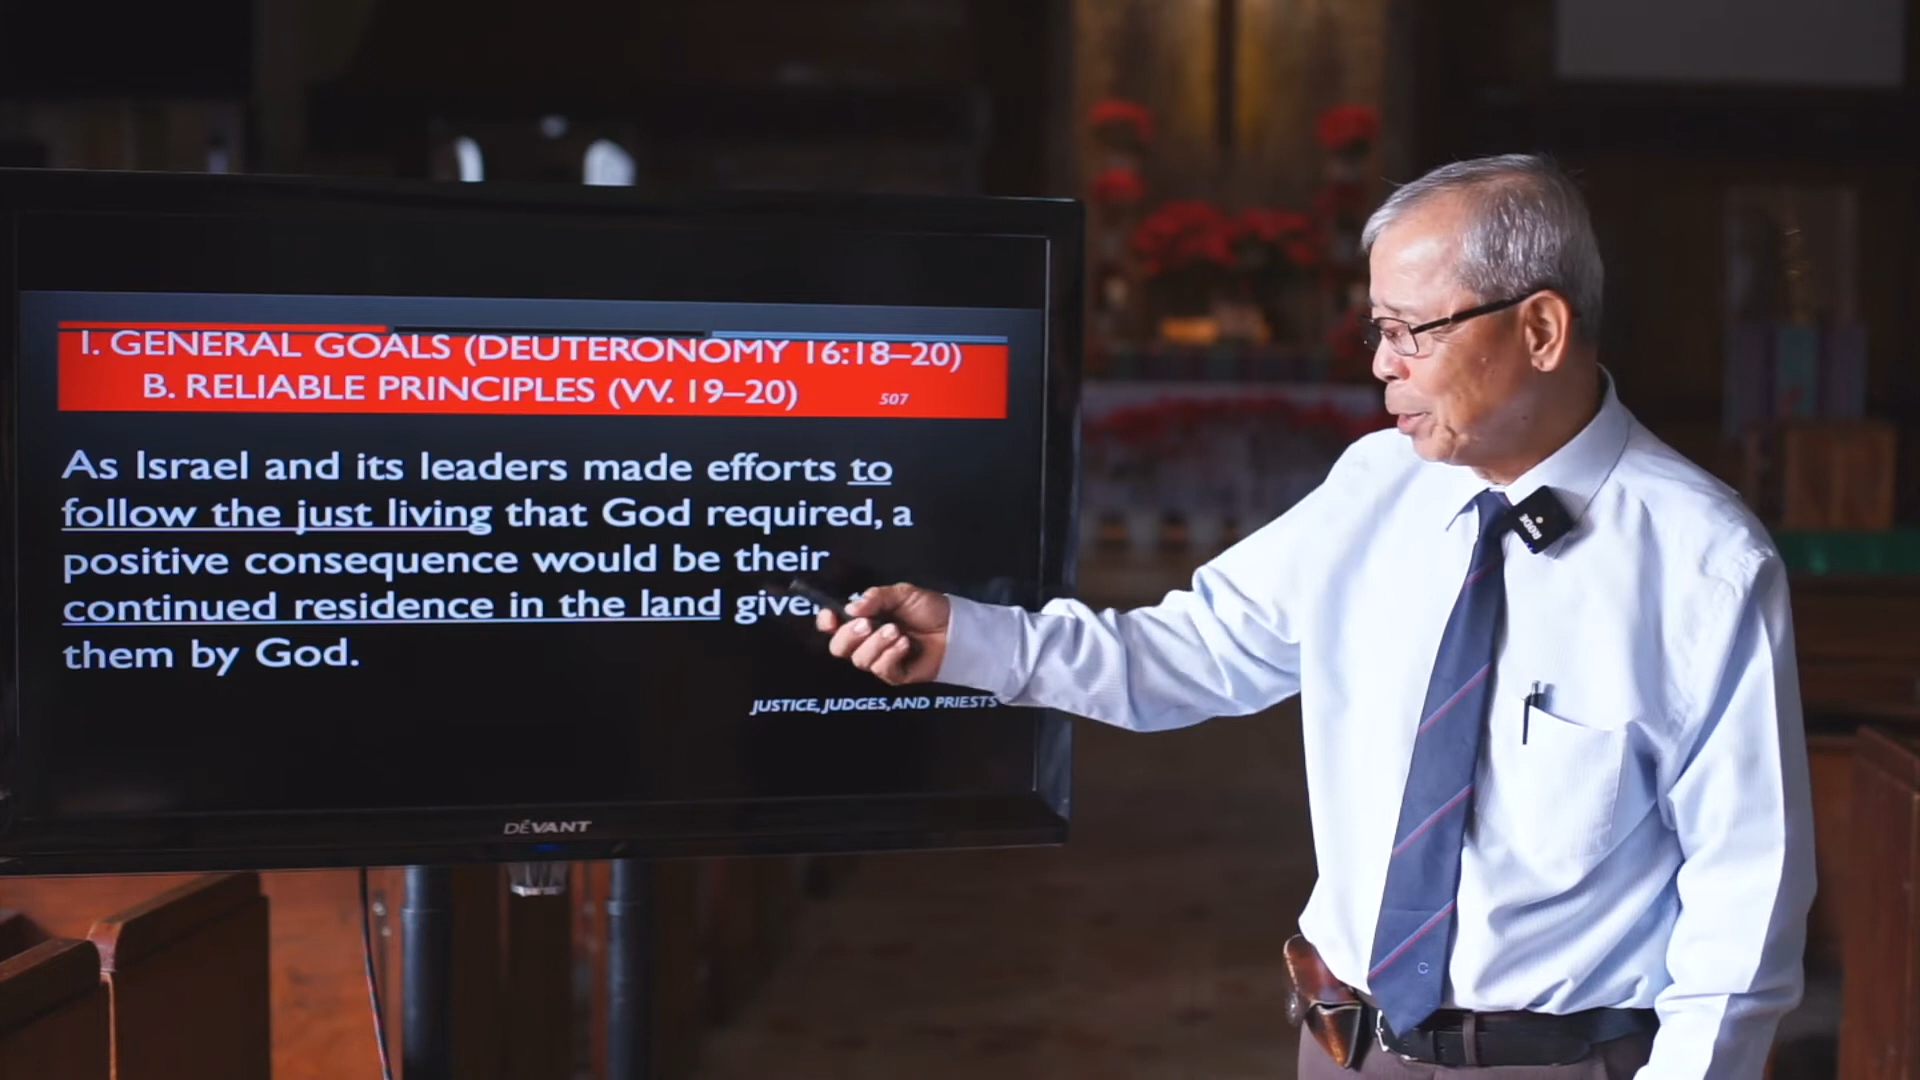 I. GENERAL GOALS (DEUTERONOMY 16:18–20)
B. RELIABLE PRINCIPLES (VV. 19–20)
507
As Israel and its leaders made efforts to
follow the just living that God required, a
positive consequence would be their
continued residence in the land
them by God.
JUSTICE, JUDGES, AND PRIESTS
DEVANT
RODE
C